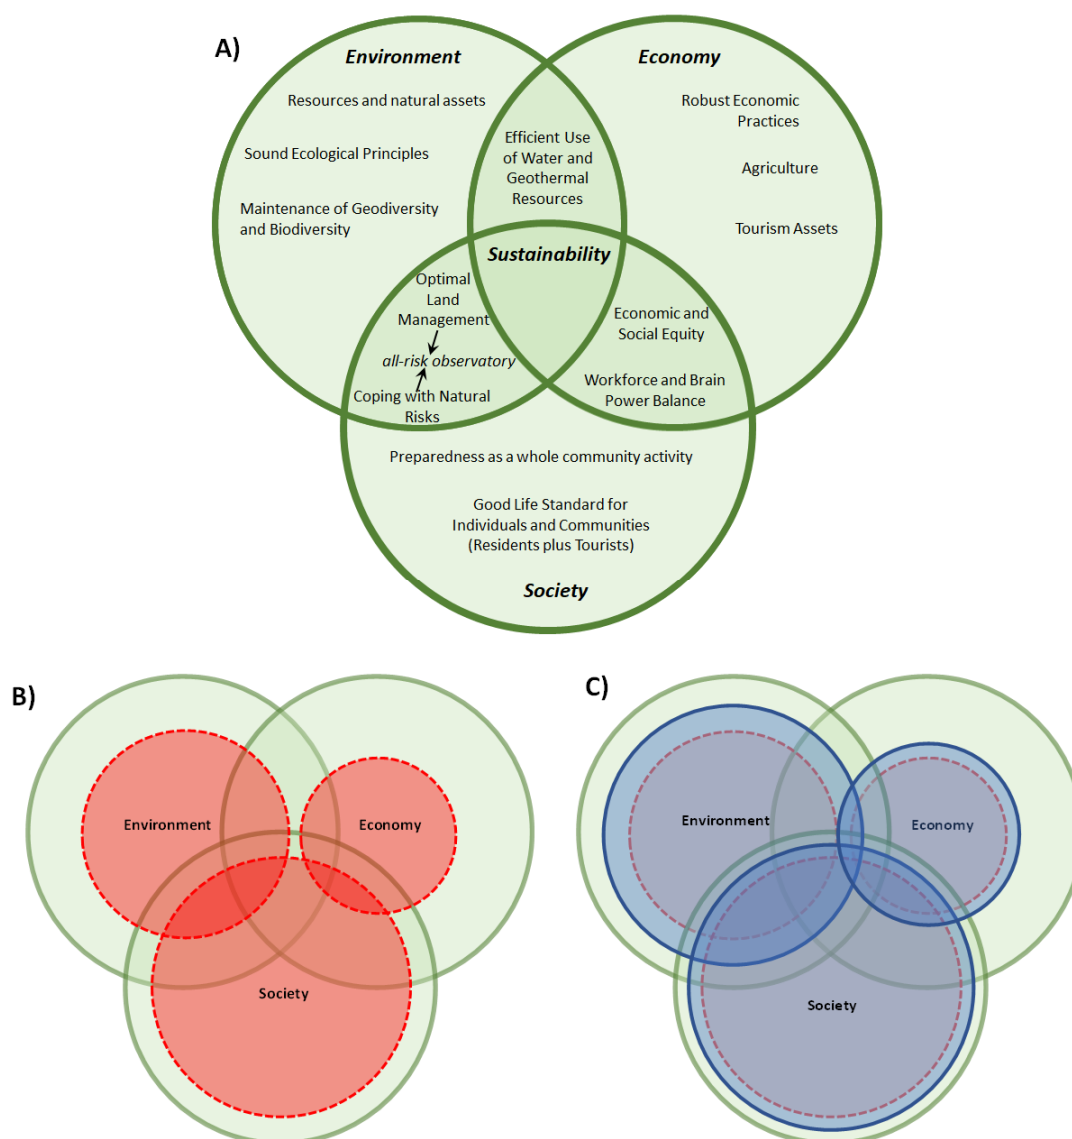 A)
Environment
Economy
Resources and natural assets
Robust Economic
Practices
Sound Ecological Principles
Efficient Use
of Water and
Geothermal
Resources
Agriculture
Maintenance of Geodiversity
and Biodiversity
Tourism Assets
Sustainability
Optimal
Land
Management
all-risk observatory
Coping with Natural
Risks
Economic and
Social Equity
Workforce and Brain
Power Balance
Preparedness as a whole community activity
Good Life Standard for
Individuals and Communities
(Residents plus Tourists)
Society
B)
Environment
Economy
Society
C)
Environment
Economy
Society